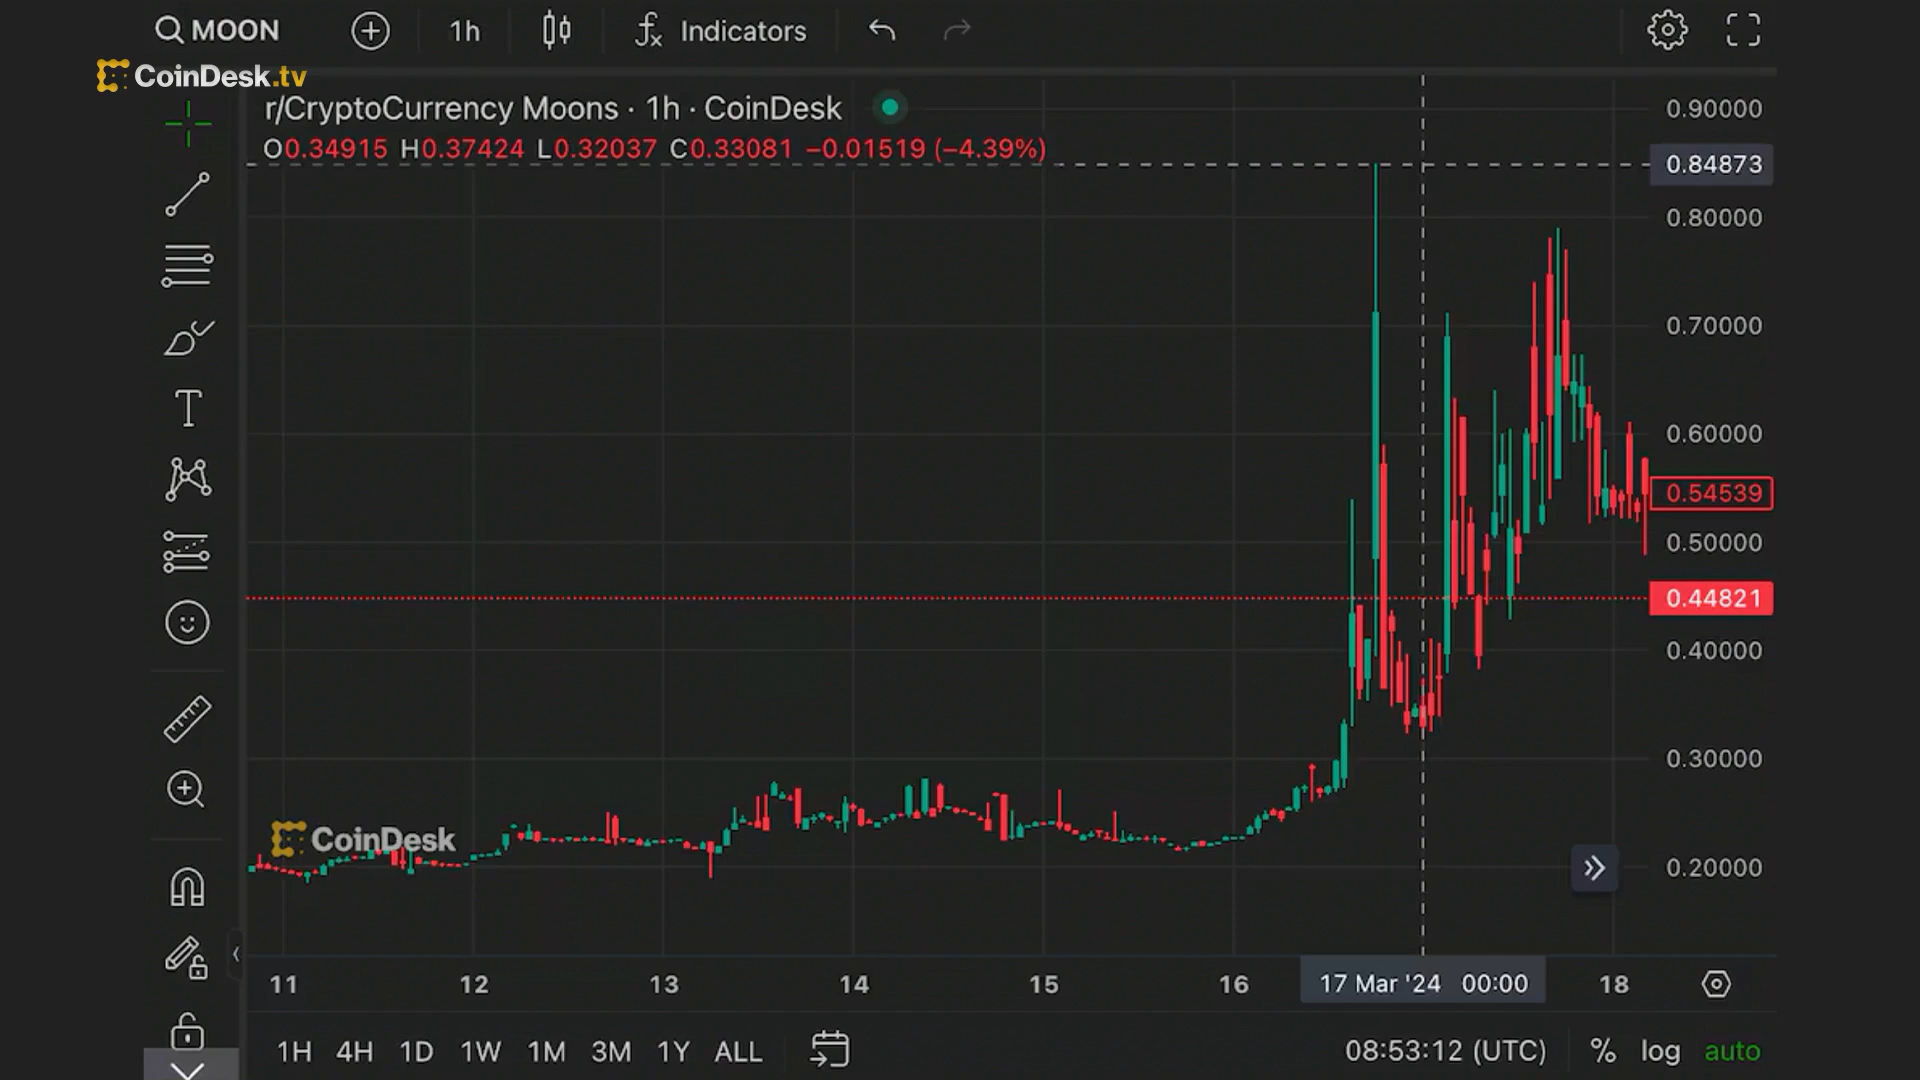 MOON 1h Indicators
CoinDesk.tv
r/CryptoCurrency Moons · 1h · CoinDesk
O0.34915 H0.37424 L0.32037 C0.33081 −0.01519 (−4.39%)
0.90000
0.84873
0.80000
0.70000
0.60000
0.54539
0.50000
0.44821
0.40000
0.30000
0.20000
CoinDesk
11 12 13 14 15 16 17 Mar '24 00:00 18
1H 4H 1D 1W 1M 3M 1Y ALL 08:53:12 (UTC) % log auto